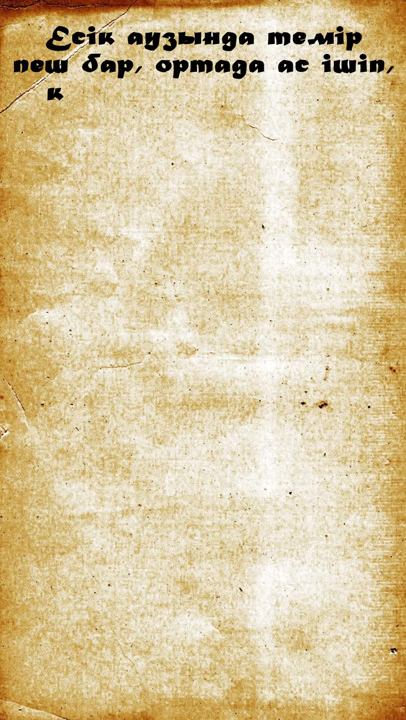 Есік аузында темір
пеш бар, ортада ас ішіп,
к